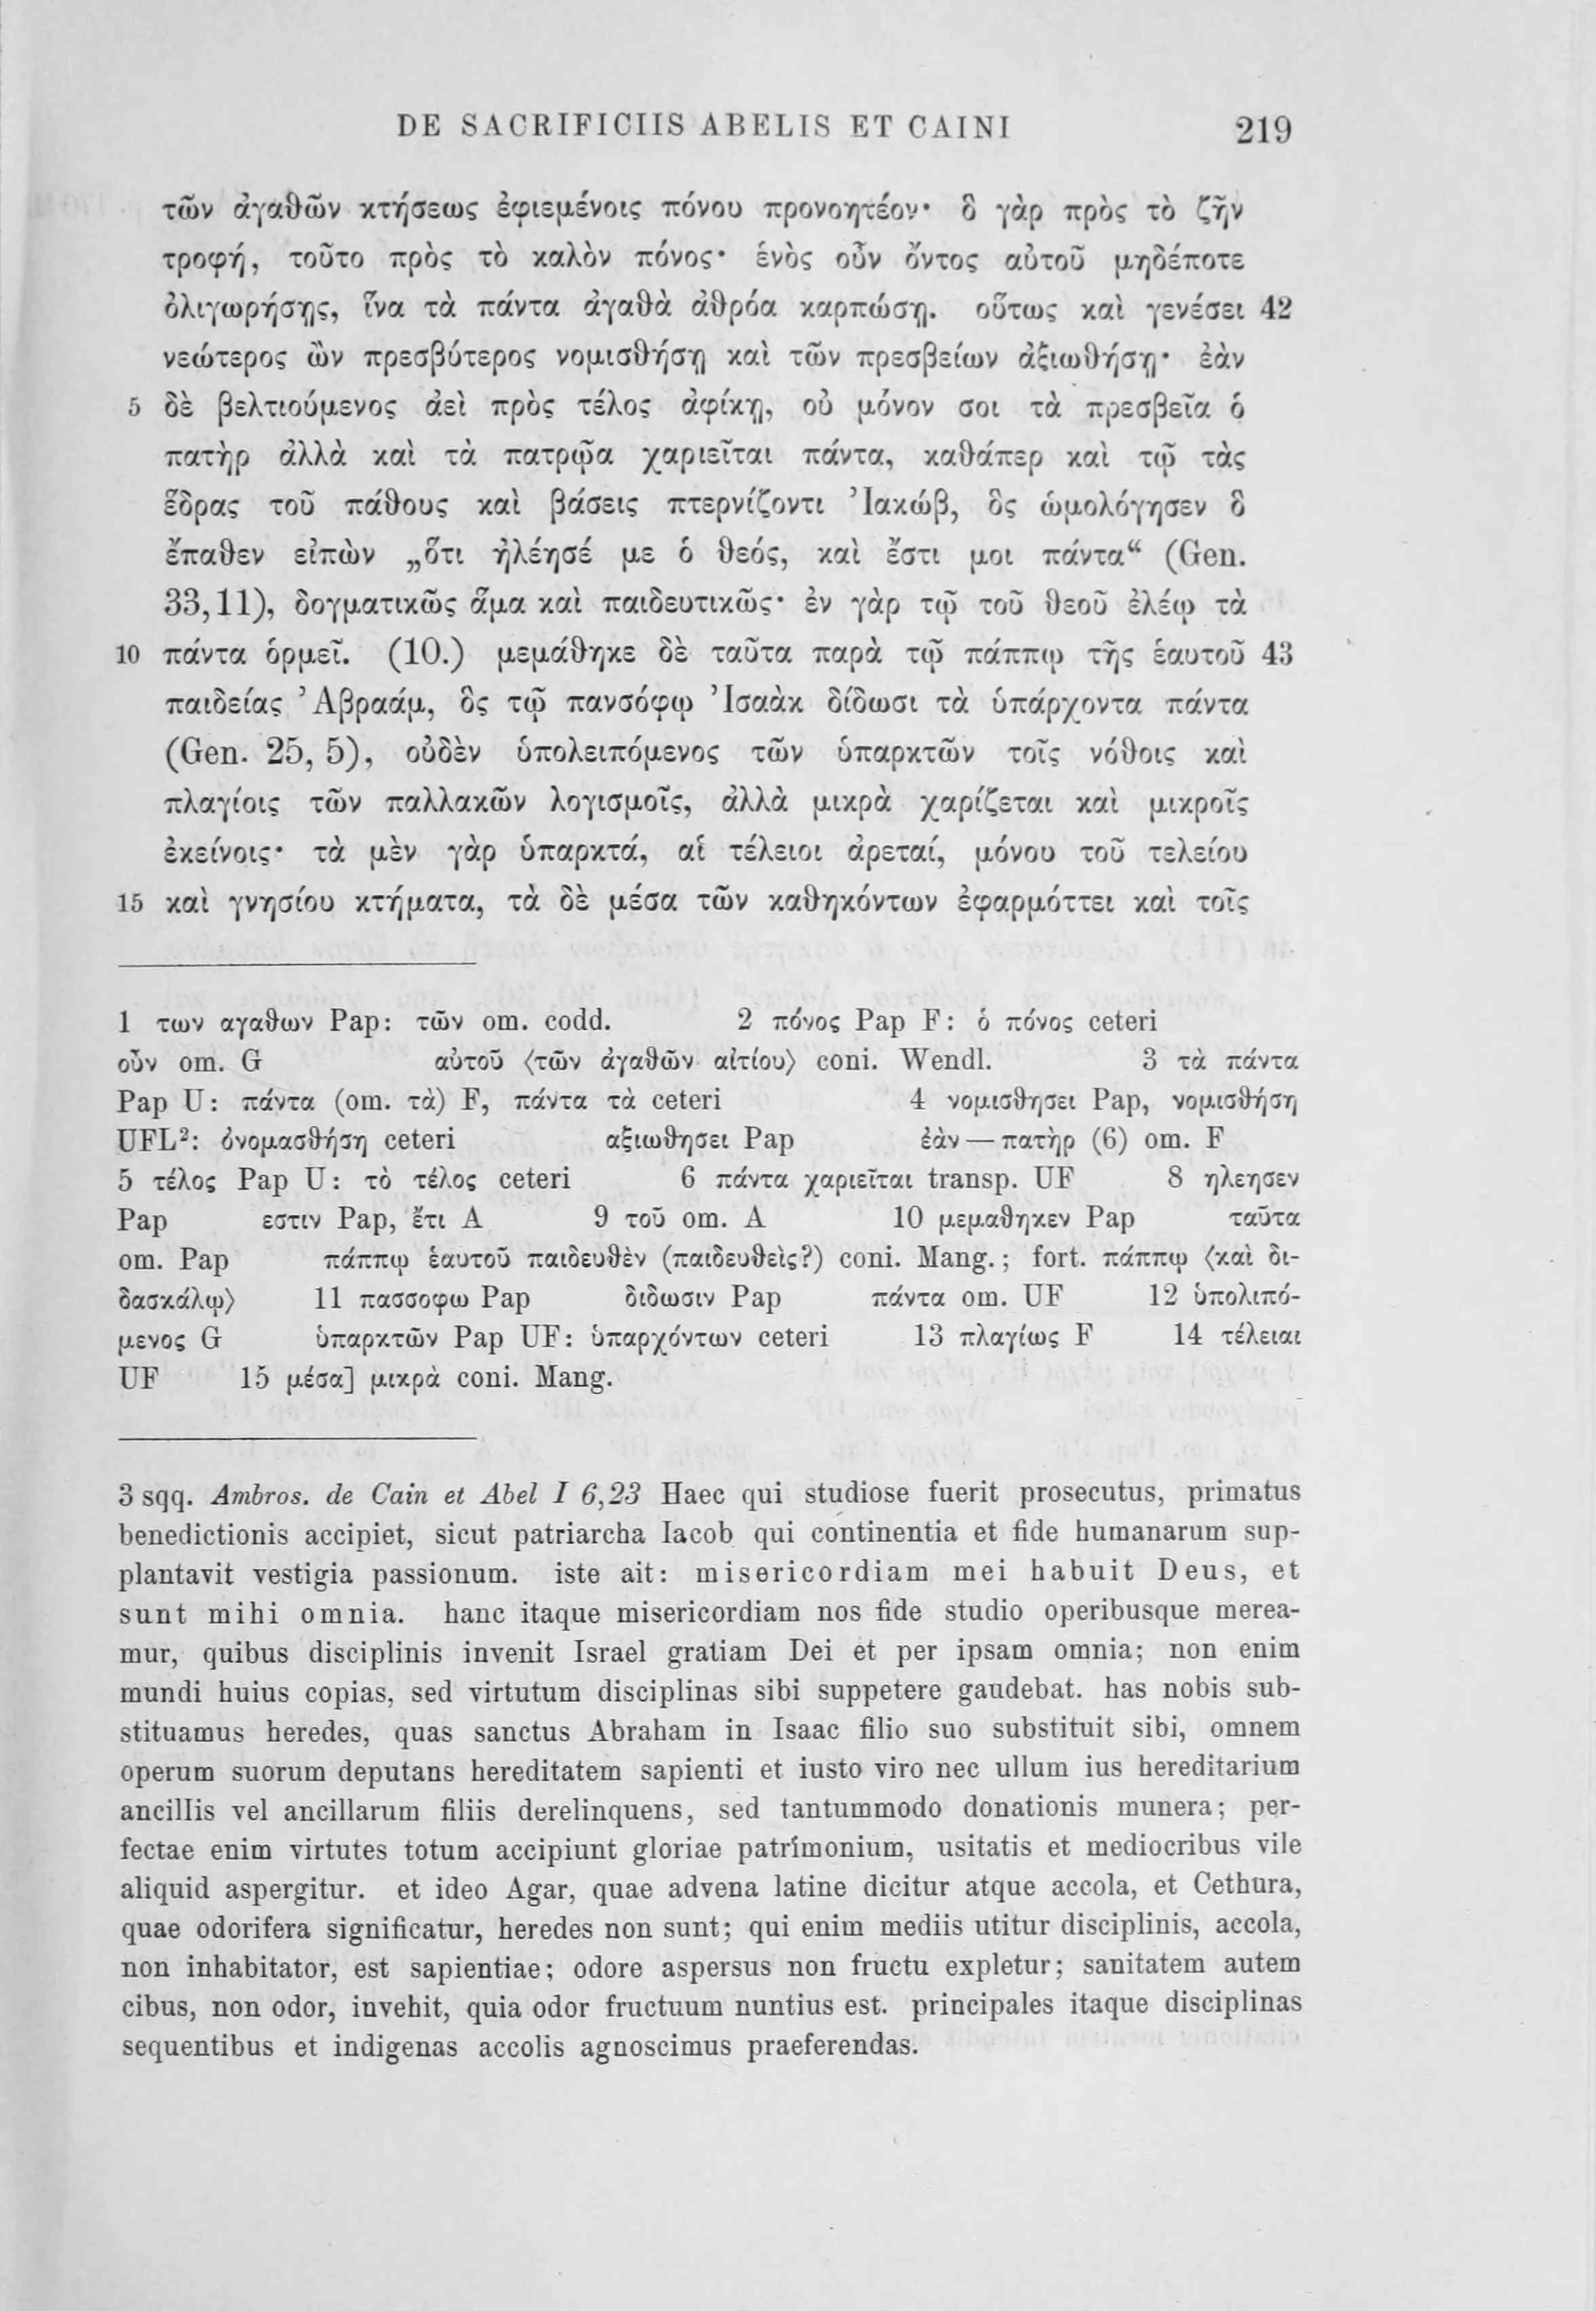 DE SACRIFICIIS ABELIS ET CAINI 219
τῶν ἀγαθῶν κτήσεως ἐφιεμένοις πόνου προνοητέον· ὃ γὰρ πρὸς τὸ ζῆν
τροφή, τοῦτο πρὸς τὸ καλὸν πόνος· ἑνὸς οὖν ὄντος αὐτοῦ μηδέποτε
ὀλιγωρήσῃς, ἵνα τὰ πάντα ἀγαθὰ ἀθρόα καρπώσῃ. οὕτως καὶ γενέσει 42
νεώτερος ὢν πρεσβύτερος νομισθήσῃ καὶ τῶν πρεσβείων ἀξιωθήσῃ· ἐὰν
5 δὲ βελτιούμενος ἀεὶ πρὸς τέλος ἀφίκῃ, οὐ μόνον σοι τὰ πρεσβεῖα ὁ
πατὴρ ἀλλὰ καὶ τὰ πατρῷα χαριεῖται πάντα, καθάπερ καὶ τῷ τὰς
ἕδρας τοῦ πάθους καὶ βάσεις πτερνίζοντι Ἰακώβ, ὃς ὡμολόγησεν ὃ
ἔπαθεν εἰπὼν „ὅτι ἠλέησέ με ὁ θεός, καὶ ἔστι μοι πάντα“ (Gen.
33,11), δογματικῶς ἅμα καὶ παιδευτικῶς· ἐν γὰρ τῷ τοῦ θεοῦ ἐλέῳ τὰ
10 πάντα ὁρμεῖ. (10.) μεμάθηκε δὲ ταῦτα παρὰ τῷ πάππῳ τῆς ἑαυτοῦ 43
παιδείας Ἀβραάμ, ὃς τῷ πανσόφῳ Ἰσαὰκ δίδωσι τὰ ὑπάρχοντα πάντα
(Gen. 25, 5), οὐδὲν ὑπολειπόμενος τῶν ὑπαρκτῶν τοῖς νόθοις καὶ
πλαγίοις τῶν παλλακῶν λογισμοῖς, ἀλλὰ μικρὰ χαρίζεται καὶ μικροῖς
ἐκείνοις· τὰ μὲν γὰρ ὑπαρκτά, αἱ τέλειοι ἀρεταί, μόνου τοῦ τελείου
15 καὶ γνησίου κτήματα, τὰ δὲ μέσα τῶν καθηκόντων ἐφαρμόττει καὶ τοῖς
1 των αγαθων Pap: τῶν om. codd. 2 πόνος Pap F: ὁ πόνος ceteri
οὖν om. G αὐτοῦ 〈τῶν ἀγαθῶν αἰτίου〉 coni. Wendl. 3 τὰ πάντα
Pap U: πάντα (om. τὰ) F, πάντα τὰ ceteri 4 νομισθησει Pap, νομισθήσῃ
UFL²: ὀνομασθήσῃ ceteri αξιωθησει Pap ἐὰν — πατὴρ (6) om. F
5 τέλος Pap U: τὸ τέλος ceteri 6 πάντα χαριεῖται transp. UF 8 ηλεησεν
Pap εστιν Pap, ἔτι A 9 τοῦ om. A 10 μεμαθηκεν Pap ταῦτα
om. Pap πάππῳ ἑαυτοῦ παιδευθὲν (παιδευθεὶς?) coni. Mang.; fort. πάππῳ 〈καὶ δι-
δασκάλῳ〉 11 πασσοφω Pap διδωσιν Pap πάντα om. UF 12 ὑπολιπό-
μενος G ὑπαρκτῶν Pap UF: ὑπαρχόντων ceteri 13 πλαγίως F 14 τέλειαι
UF 15 μέσα] μικρὰ coni. Mang.
3 sqq. Ambros. de Cain et Abel I 6,23 Haec qui studiose fuerit prosecutus, primatus
benedictionis accipiet, sicut patriarcha Iacob qui continentia et fide humanarum sup-
plantavit vestigia passionum. iste ait: misericordiam mei habuit Deus, et
sunt mihi omnia. hanc itaque misericordiam nos fide studio operibusque merea-
mur, quibus disciplinis invenit Israel gratiam Dei et per ipsam omnia; non enim
mundi huius copias, sed virtutum disciplinas sibi suppetere gaudebat. has nobis sub-
stituamus heredes, quas sanctus Abraham in Isaac filio suo substituit sibi, omnem
operum suorum deputans hereditatem sapienti et iusto viro nec ullum ius hereditarium
ancillis vel ancillarum filiis derelinquens, sed tantummodo donationis munera; per-
fectae enim virtutes totum accipiunt gloriae patrimonium, usitatis et mediocribus vile
aliquid aspergitur. et ideo Agar, quae advena latine dicitur atque accola, et Cethura,
quae odorifera significatur, heredes non sunt; qui enim mediis utitur disciplinis, accola,
non inhabitator, est sapientiae; odore aspersus non fructu expletur; sanitatem autem
cibus, non odor, invehit, quia odor fructuum nuntius est. principales itaque disciplinas
sequentibus et indigenas accolis agnoscimus praeferendas.